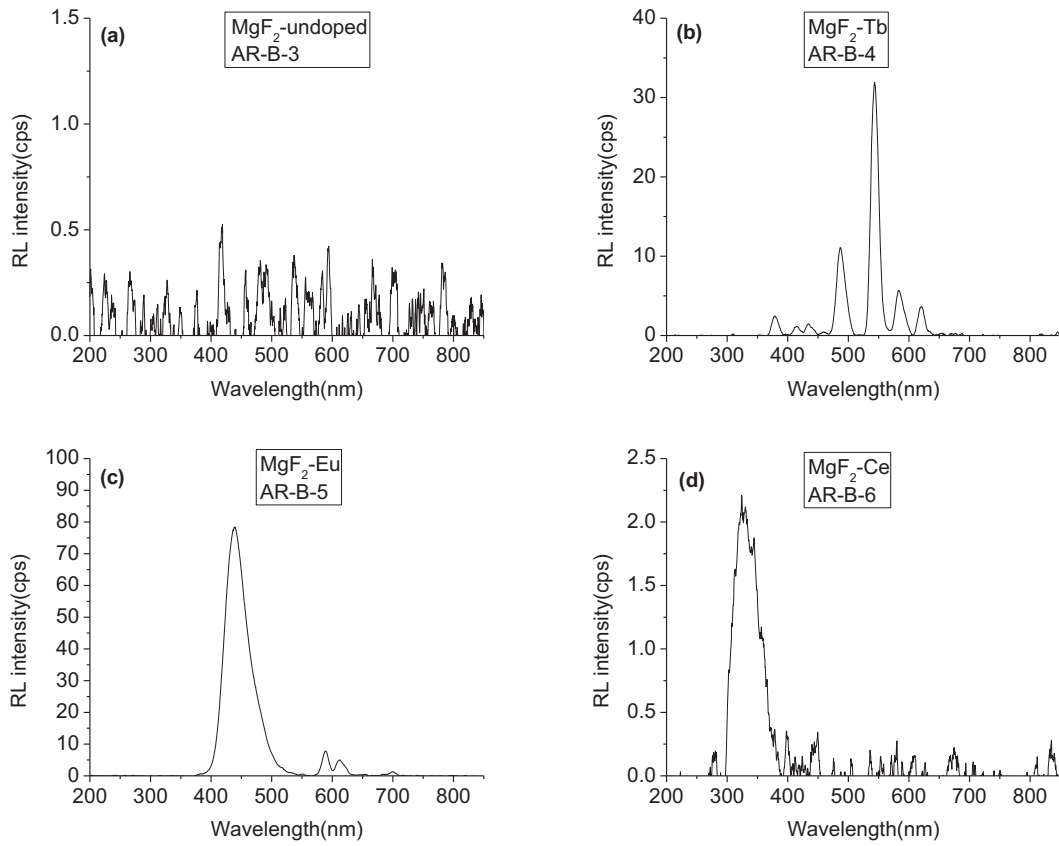 (a)
MgF₂-undoped
AR-B-3
1.5
1.0
0.5
0.0
RL intensity(cps)
200 300 400 500 600 700 800
Wavelength(nm)
(b)
MgF₂-Tb
AR-B-4
40
30
20
10
0
RL intensity(cps)
200 300 400 500 600 700 800
Wavelength(nm)
(c)
MgF₂-Eu
AR-B-5
100
90
80
70
60
50
40
30
20
10
0
RL intensity(cps)
200 300 400 500 600 700 800
Wavelength(nm)
(d)
MgF₂-Ce
AR-B-6
2.5
2.0
1.5
1.0
0.5
0.0
RL intensity(cps)
200 300 400 500 600 700 800
Wavelength(nm)